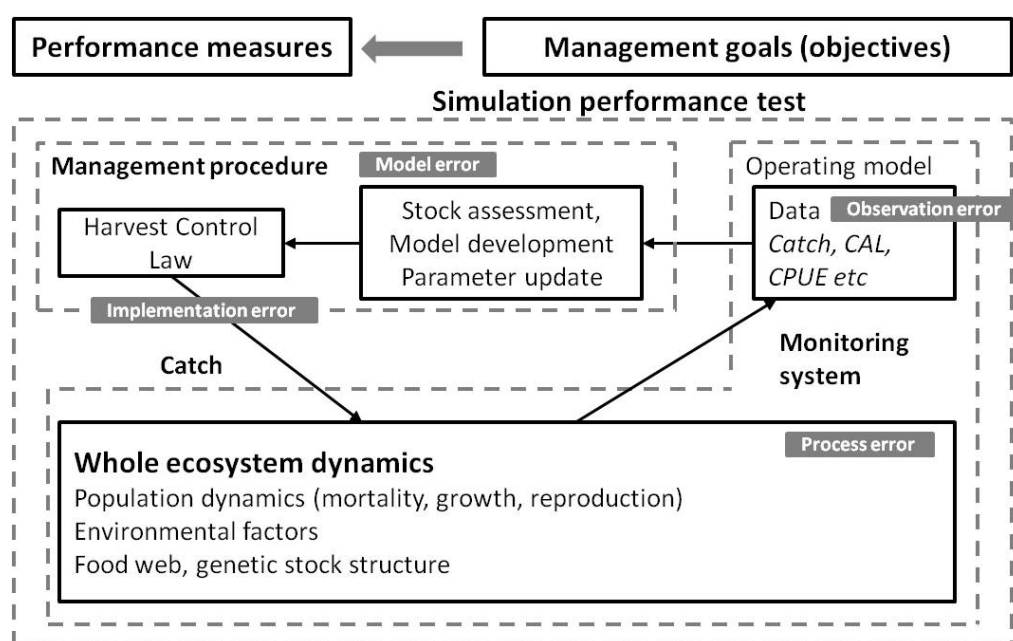 Performance measures
Management goals (objectives)
Simulation performance test
Management procedure
Model error
Operating model
Harvest Control
Law
Stock assessment,
Model development
Parameter update
Data
Observation error
Catch, CAL,
CPUE etc
Implementation error
Catch
Monitoring
system
Process error
Whole ecosystem dynamics
Population dynamics (mortality, growth, reproduction)
Environmental factors
Food web, genetic stock structure